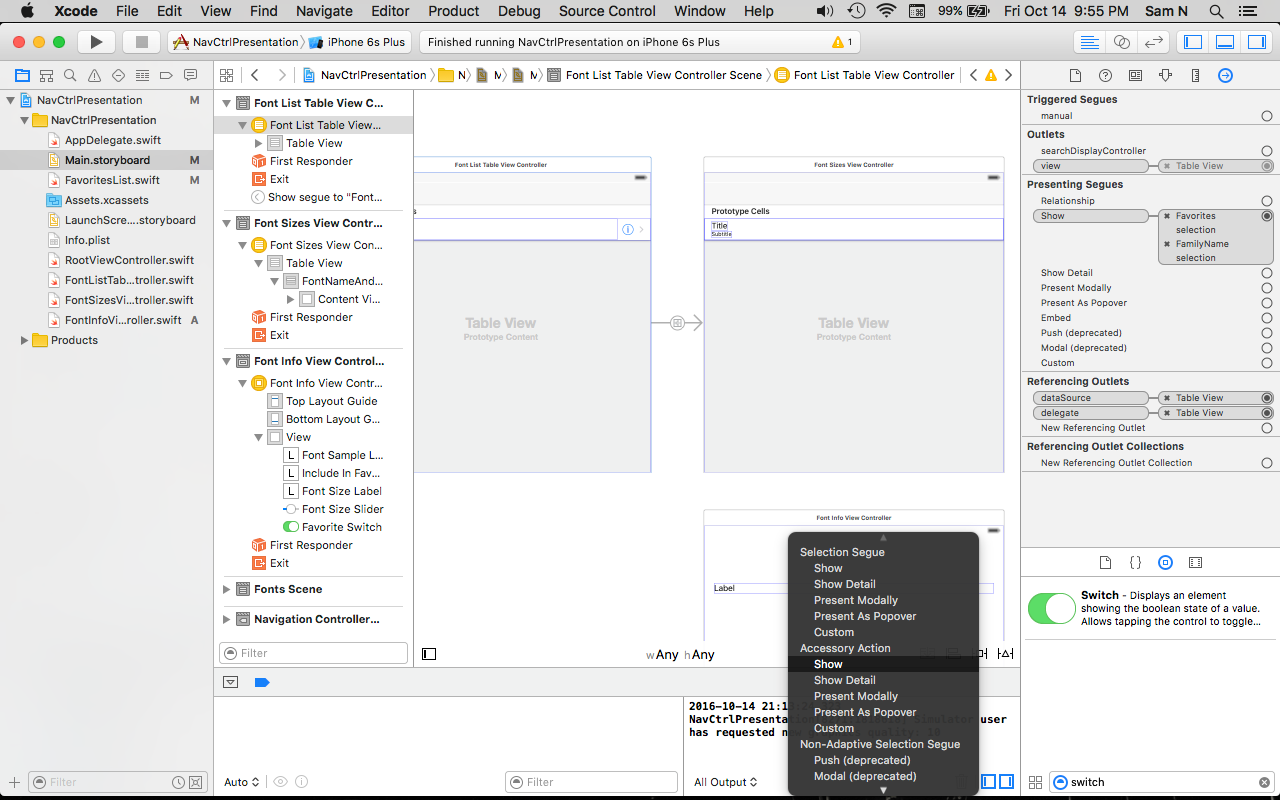 Xcode File Edit View Find Navigate Editor Product Debug Source Control Window Help 99% Fri Oct 14 9:55 PM Sam N
NavCtrlPresentation iPhone 6s Plus Finished running NavCtrlPresentation on iPhone 6s Plus 1
NavCtrlPresentation N M M Font List Table View Controller Scene Font List Table View Controller
NavCtrlPresentation M
NavCtrlPresentation
AppDelegate.swift
Main.storyboard M
FavoritesList.swift M
Assets.xcassets
LaunchScre....storyboard
Info.plist
RootViewController.swift
FontListTab...troller.swift
FontSizesVi...troller.swift
FontInfoVi...roller.swift A
Products
Filter
Font List Table View C...
Font List Table View...
Table View
First Responder
Exit
Show segue to "Font...
Font Sizes View Contr...
Font Sizes View Con...
Table View
FontNameAnd...
Content Vi...
First Responder
Exit
Font Info View Control...
Font Info View Contr...
Top Layout Guide
Bottom Layout G...
View
L Font Sample L...
L Include In Fav...
L Font Size Label
Font Size Slider
Favorite Switch
First Responder
Exit
Fonts Scene
Navigation Controller...
Filter
Font List Table View Controller
s
Table View
Prototype Content
Font Sizes View Controller
Prototype Cells
Title
Subtitle
Table View
Prototype Content
Font Info View Controller
Label
wAny hAny
Selection Segue
Show
Show Detail
Present Modally
Present As Popover
Custom
Accessory Action
Show
Show Detail
Present Modally
Present As Popover
Custom
Non-Adaptive Selection Segue
Push (deprecated)
Modal (deprecated)
2016-10-14 21:1
NavCtrlPresentation user
has requested
Auto Filter All Output
Triggered Segues
manual
Outlets
searchDisplayController
view Table View
Presenting Segues
Relationship
Show Favorites
selection
FamilyName
selection
Show Detail
Present Modally
Present As Popover
Embed
Push (deprecated)
Modal (deprecated)
Custom
Referencing Outlets
dataSource Table View
delegate Table View
New Referencing Outlet
Referencing Outlet Collections
New Referencing Outlet Collection
{}
Switch - Displays an element
showing the boolean state of a value.
Allows tapping the control to toggle...
switch